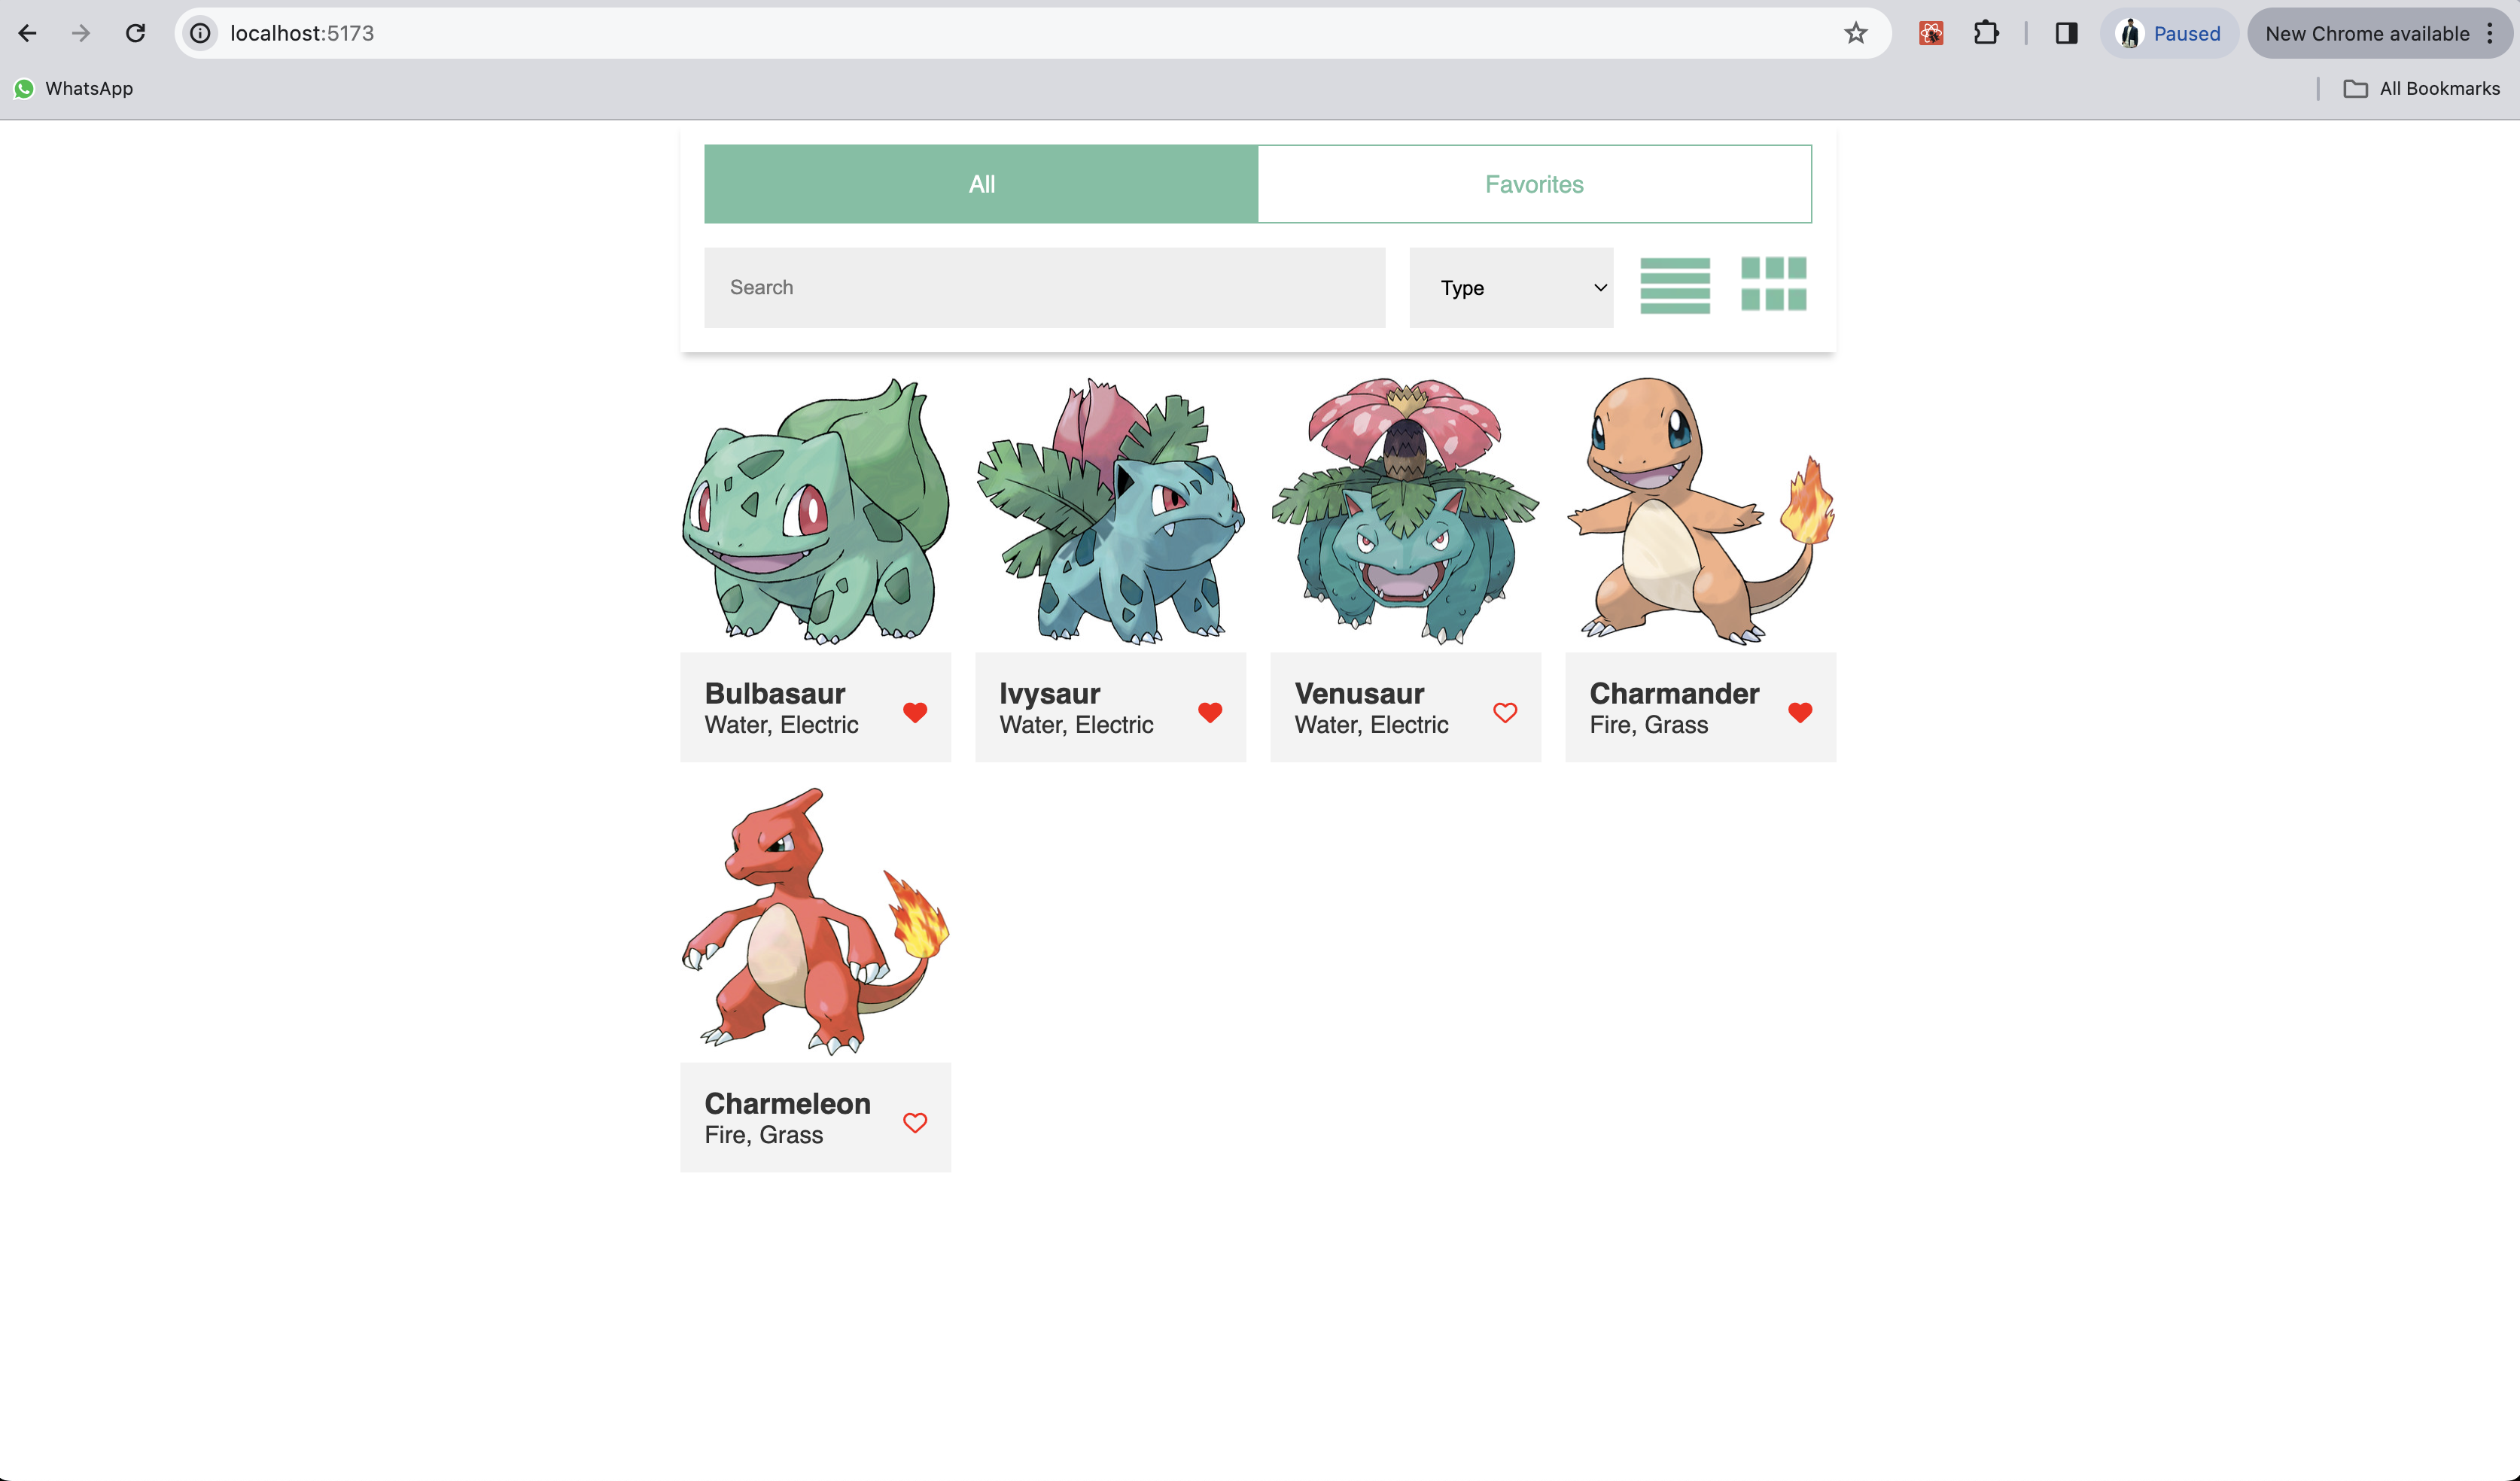 localhost:5173
Paused
New Chrome available
WhatsApp
All Bookmarks
All
Favorites
Search
Type
Bulbasaur
Water, Electric
Ivysaur
Water, Electric
Venusaur
Water, Electric
Charmander
Fire, Grass
Charmeleon
Fire, Grass